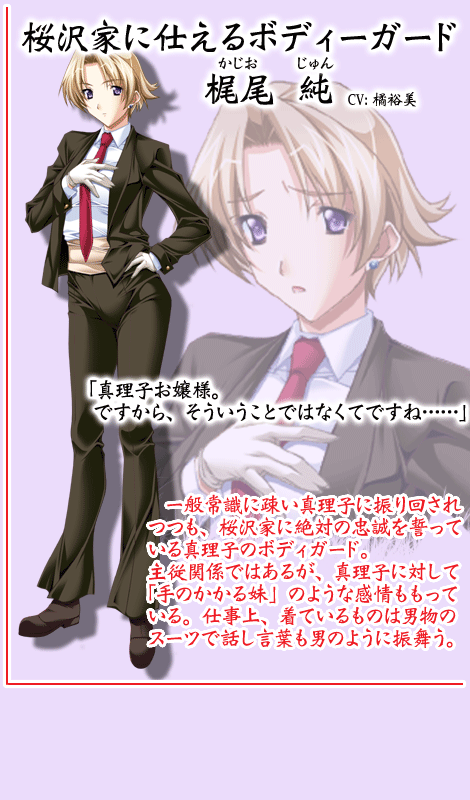 桜沢家に仕えるボディーガード
かじお じゅん
梶尾 純 CV: 橘裕美
「真理子お嬢様。
ですから、そういうことではなくてですね……」
一般常識に疎い真理子に振り回され
つつも、桜沢家に絶対の忠誠を誓って
いる真理子のボディガード。
主従関係ではあるが、真理子に対して
「手のかかる妹」のような感情ももって
いる。仕事上、着ているものは男物の
スーツで話し言葉も男のように振舞う。